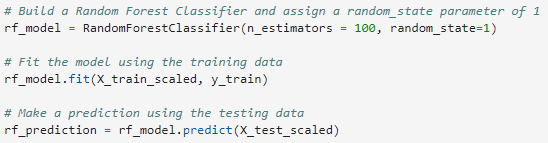 # Build a Random Forest Classifier and assign a random_state parameter of 1
rf_model = RandomForestClassifier(n_estimators = 100, random_state=1)
# Fit the model using the training data
rf_model.fit(X_train_scaled, y_train)
# Make a prediction using the testing data
rf_prediction = rf_model.predict(X_test_scaled)